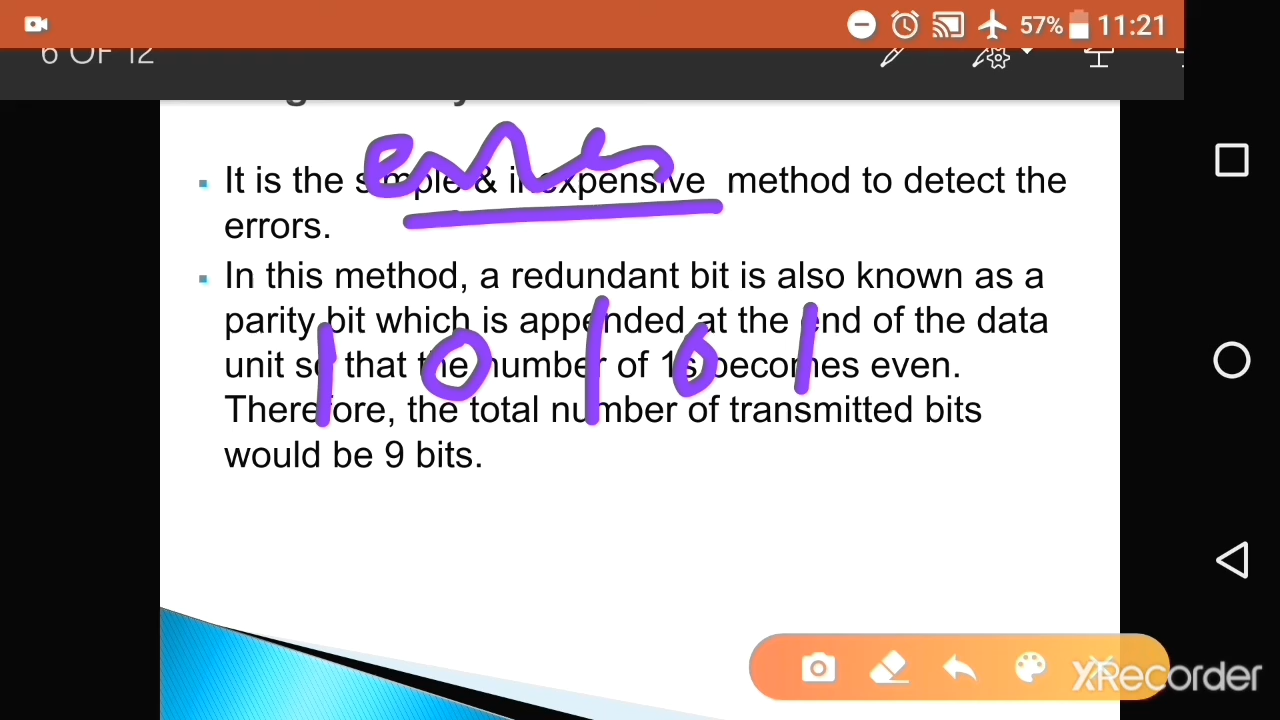 57% 11:21
6 OF 12
It is the simple & inexpensive method to detect the
errors.
In this method, a redundant bit is also known as a
parity bit which is appended at the end of the data
unit so that the number of 1s becomes even.
Therefore, the total number of transmitted bits
would be 9 bits.
1 0 1 0 1
XRecorder